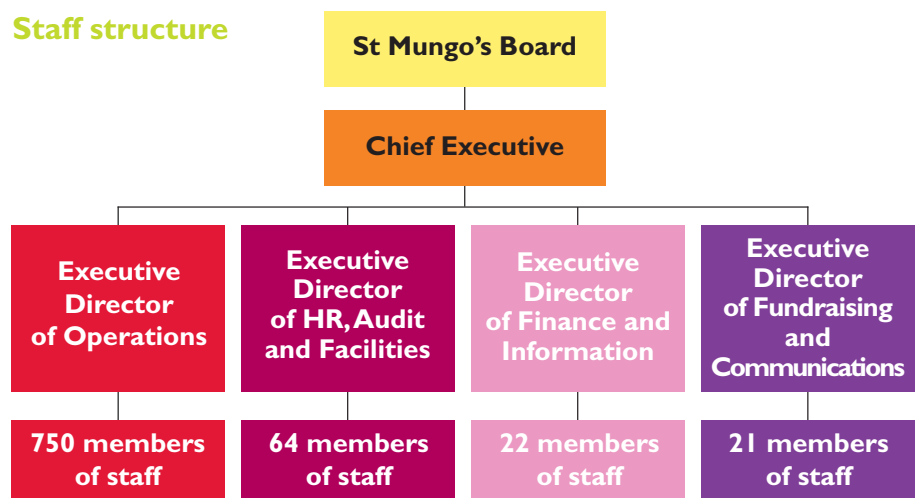 Staff structure
St Mungo's Board
Chief Executive
Executive
Director
of Operations
Executive
Director
of HR, Audit
and Facilities
Executive
Director
of Finance and
Information
Executive
Director
of Fundraising
and
Communications
750 members
of staff
64 members
of staff
22 members
of staff
21 members
of staff